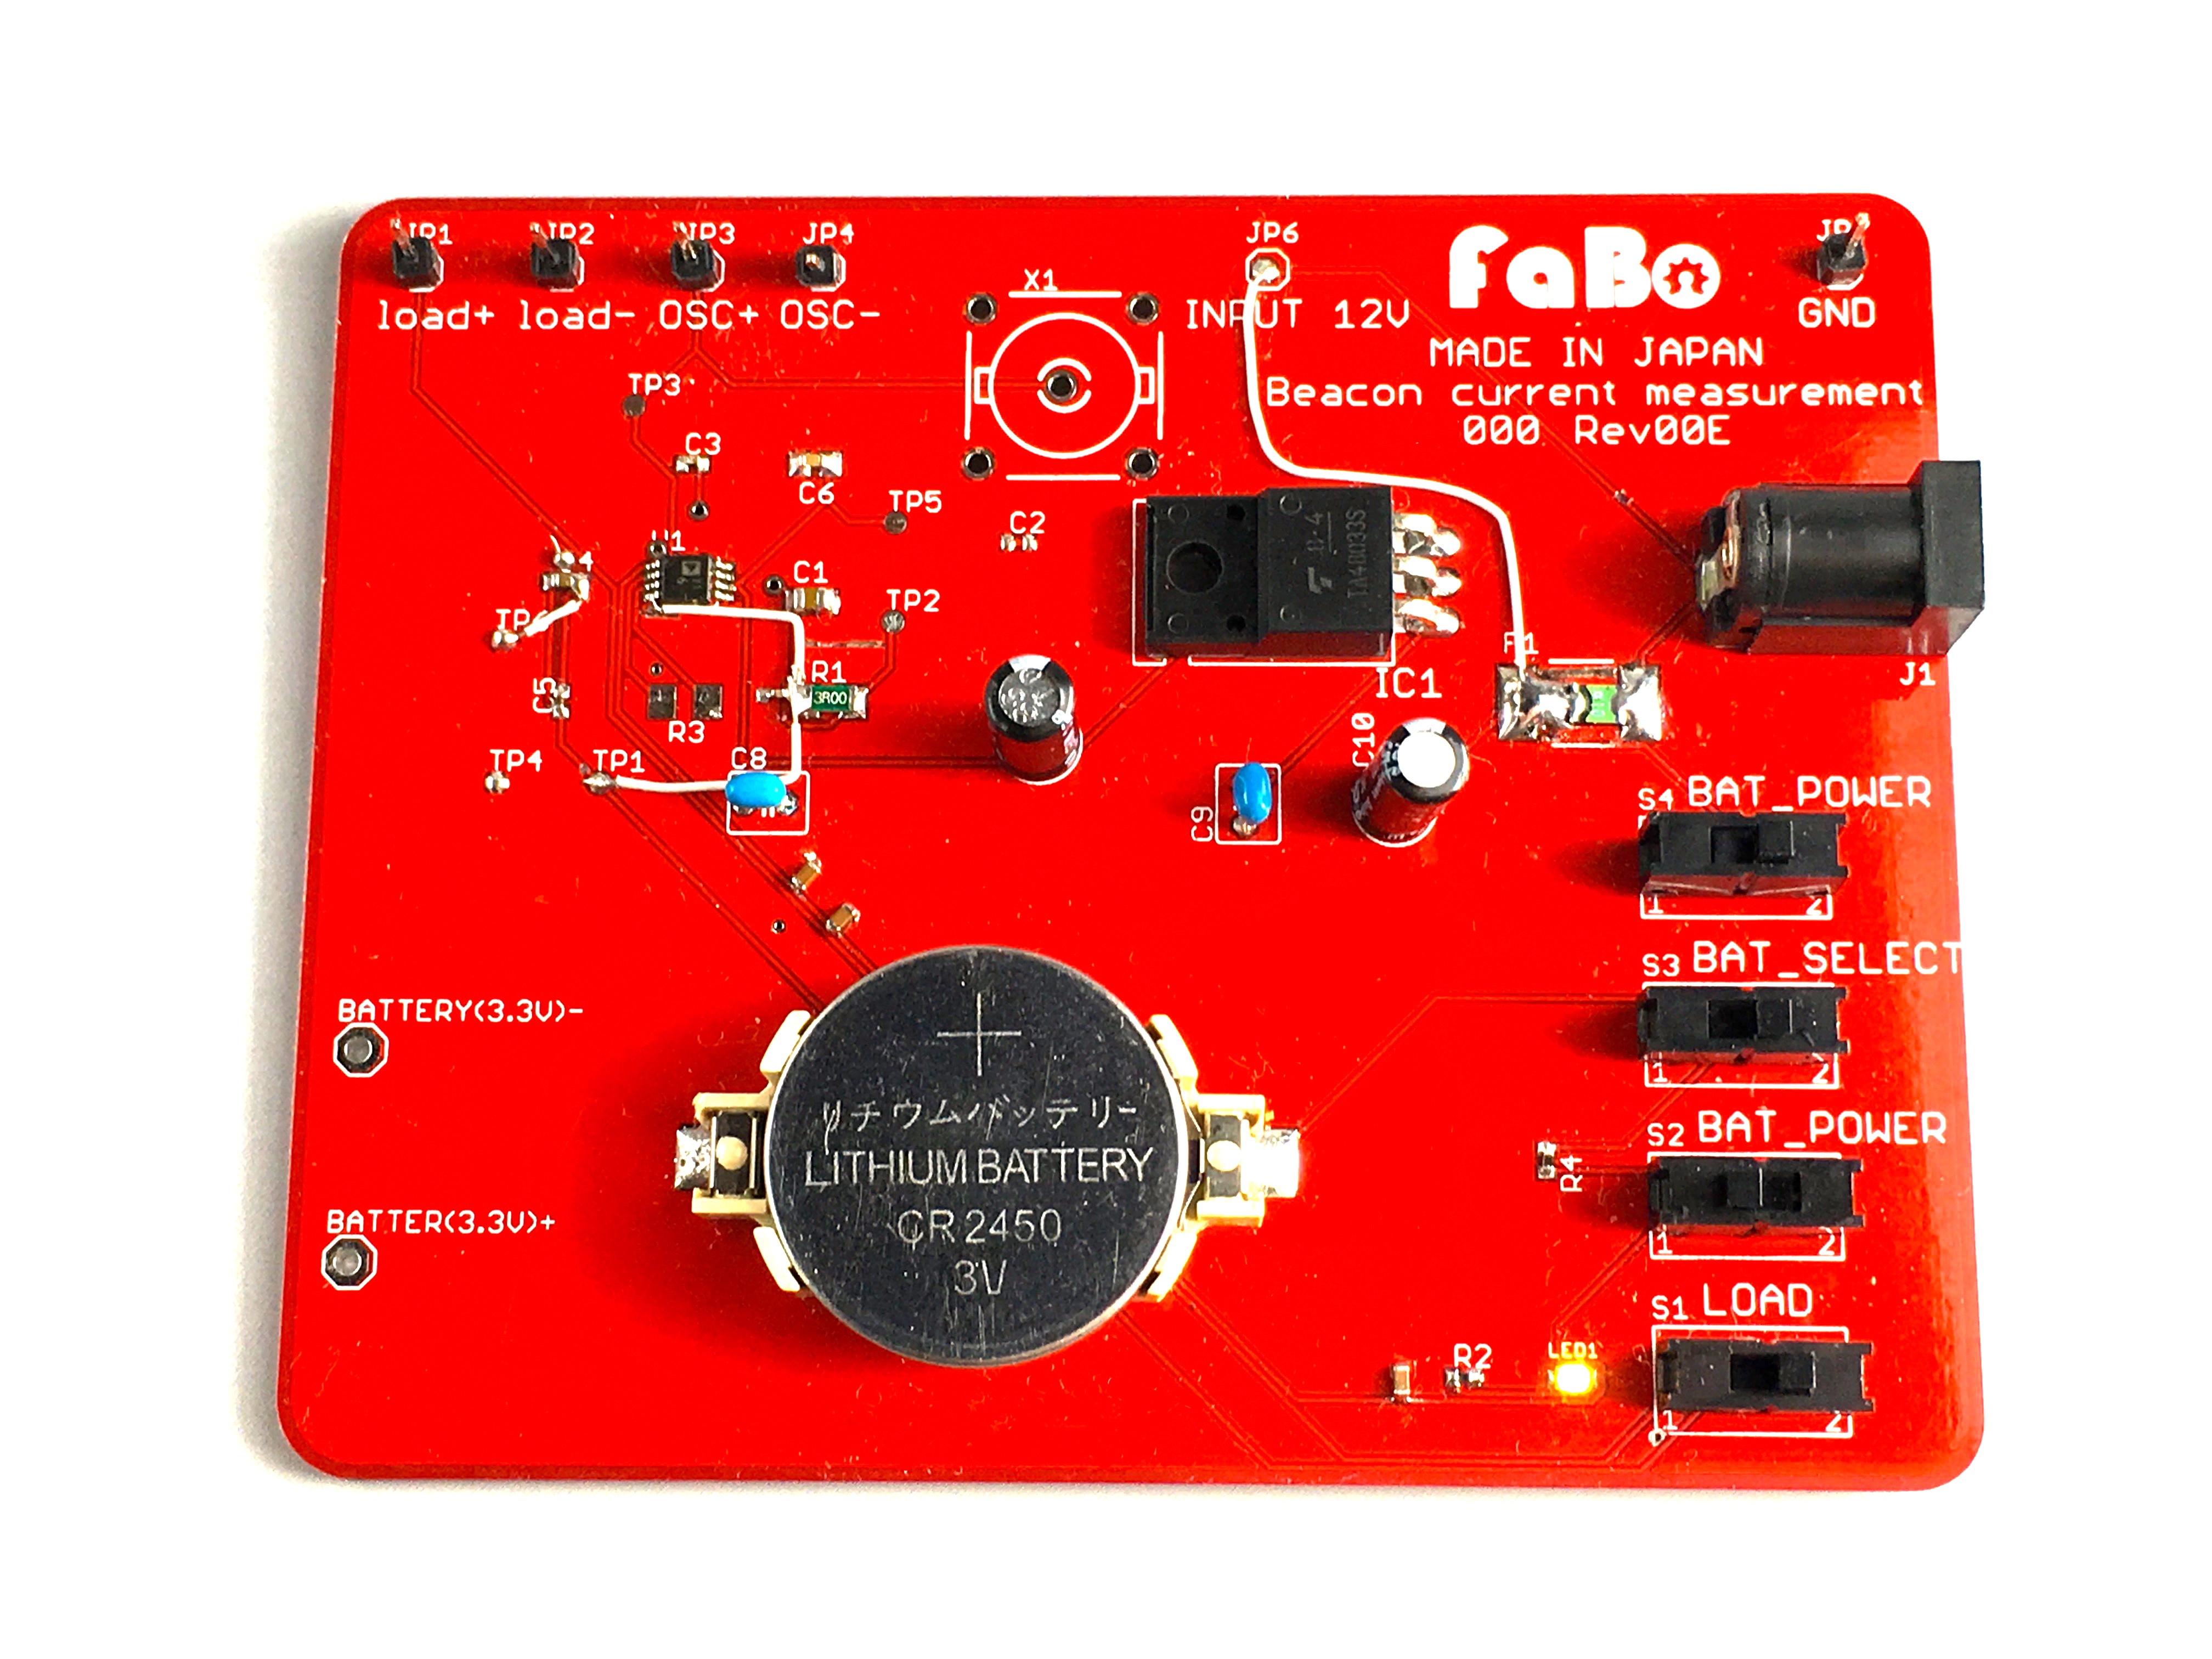 JP1 JP2 JP3 JP4
load+ load- OSC+ OSC-
X1
JP6
INPUT 12V
FaBo
MADE IN JAPAN
Beacon current measurement
000 Rev00E
GND
TP3
C3
C6
TP5
C2
U1
C1
TP2
R1
3R00
C5
R3
TP4
TP1
C8
TA48033S
IC1
F1
J1
C10
C9
S4 BAT_POWER
1 2
S3 BAT_SELECT
1 2
S2 BAT_POWER
1 2
S1 LOAD
1 2
R4
R2
LED1
BATTERY(3.3V)-
BATTER(3.3V)+
リチウムバッテリー
LITHIUM BATTERY
CR2450
3V